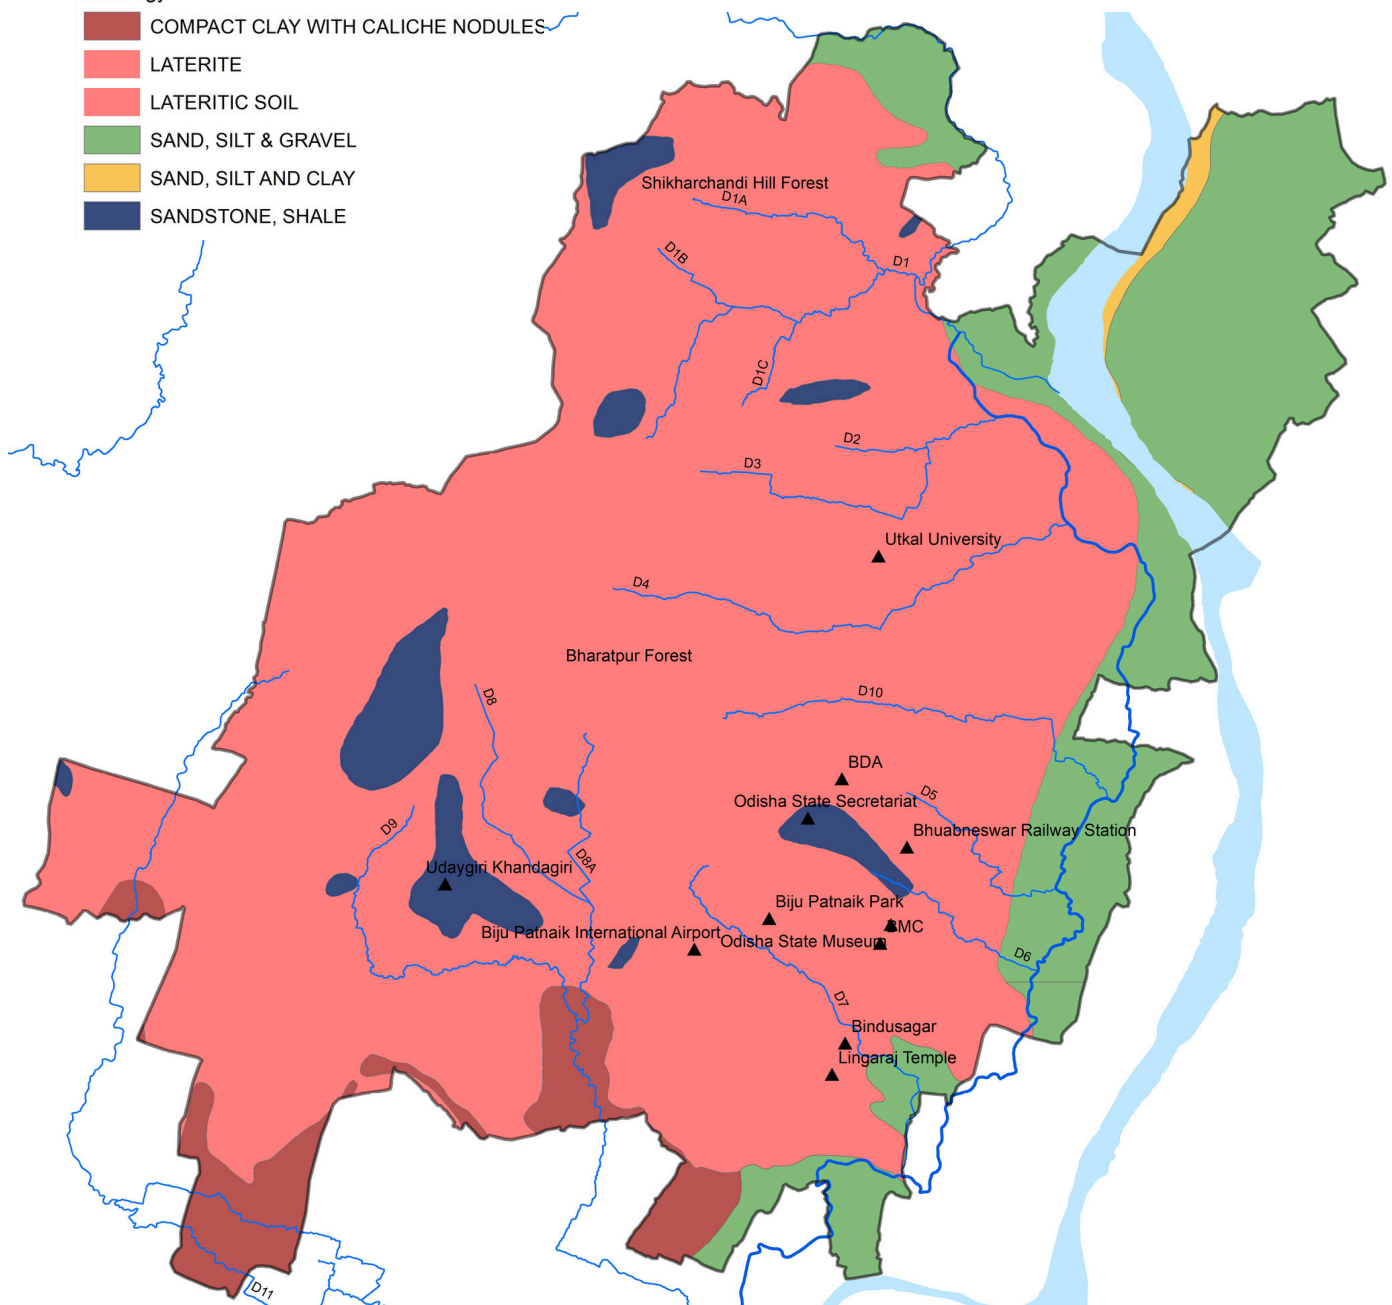 COMPACT CLAY WITH CALICHE NODULES
LATERITE
LATERITIC SOIL
SAND, SILT & GRAVEL
SAND, SILT AND CLAY
SANDSTONE, SHALE
Shikharchandi Hill Forest
D1A
D1B
D1
D1C
D2
D3
Utkal University
D4
Bharatpur Forest
D8
D10
BDA
D5
Odisha State Secretariat
Bhuabneswar Railway Station
D9
D8A
Udaygiri Khandagiri
Biju Patnaik Park
BMC
Biju Patnaik International Airport
Odisha State Museum
D6
D7
Bindusagar
Lingaraj Temple
D11